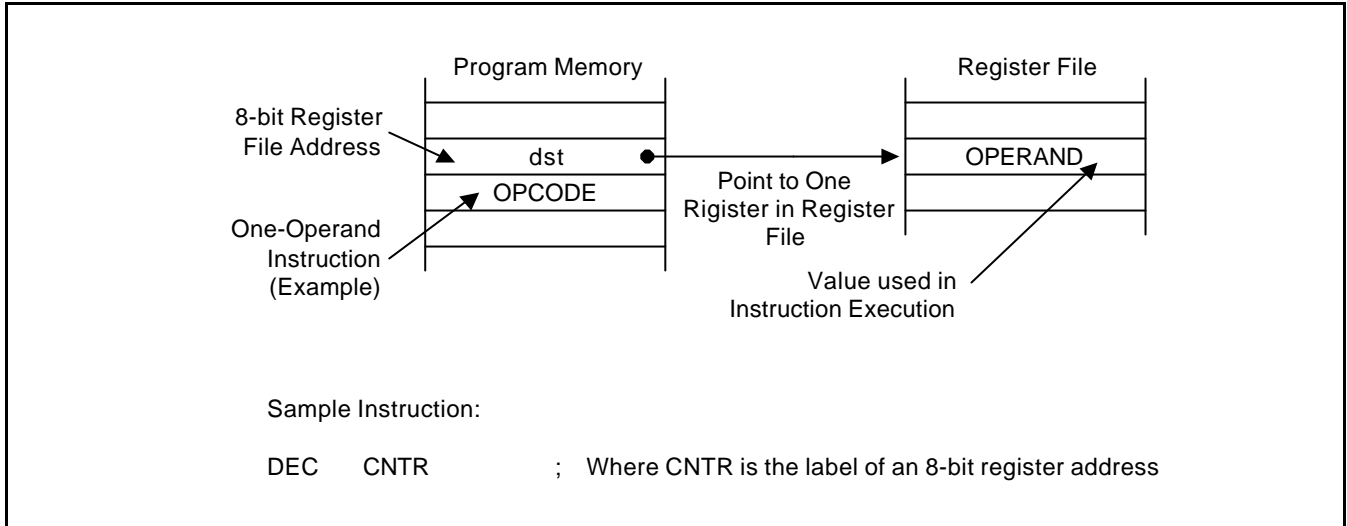 Program Memory
Register File
8-bit Register
File Address
dst
OPERAND
OPCODE
Point to One
Rigister in Register
File
One-Operand
Instruction
(Example)
Value used in
Instruction Execution
Sample Instruction:
DEC CNTR ; Where CNTR is the label of an 8-bit register address